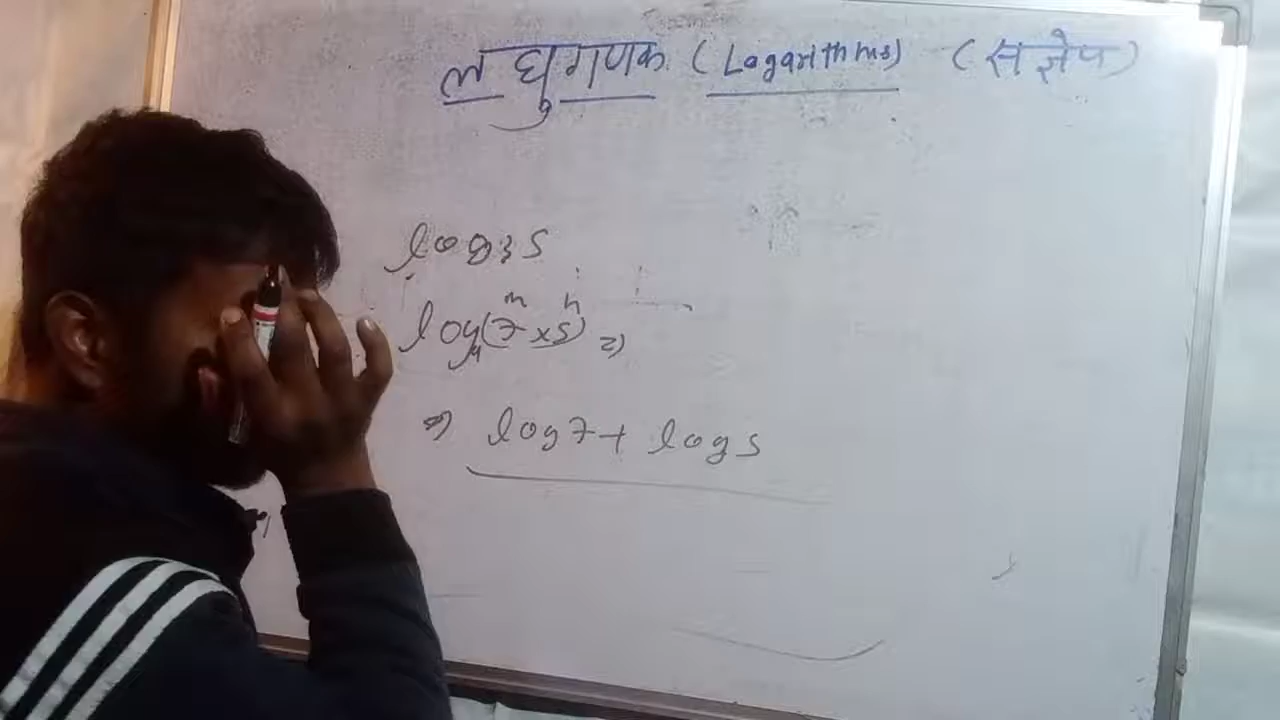 लघुगणक (Logarithms) (संक्षेप)
log 35
log(7 x 5) =)
m n
=) log 7 + log 5